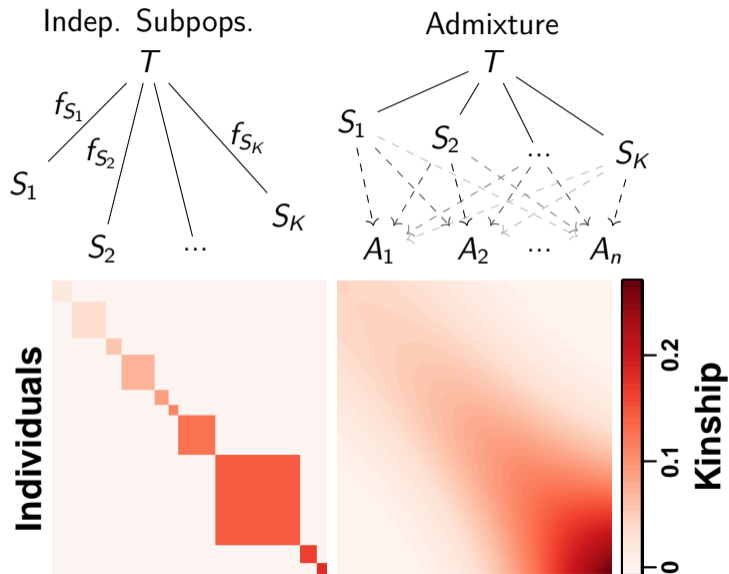 Indep. Subpops.
T
f_{S_1}
f_{S_2}
f_{S_K}
S_1
S_2
...
S_K
Admixture
T
S_1
S_2
...
S_K
A_1
A_2
...
A_n
Individuals
0.2
0.1
0
Kinship